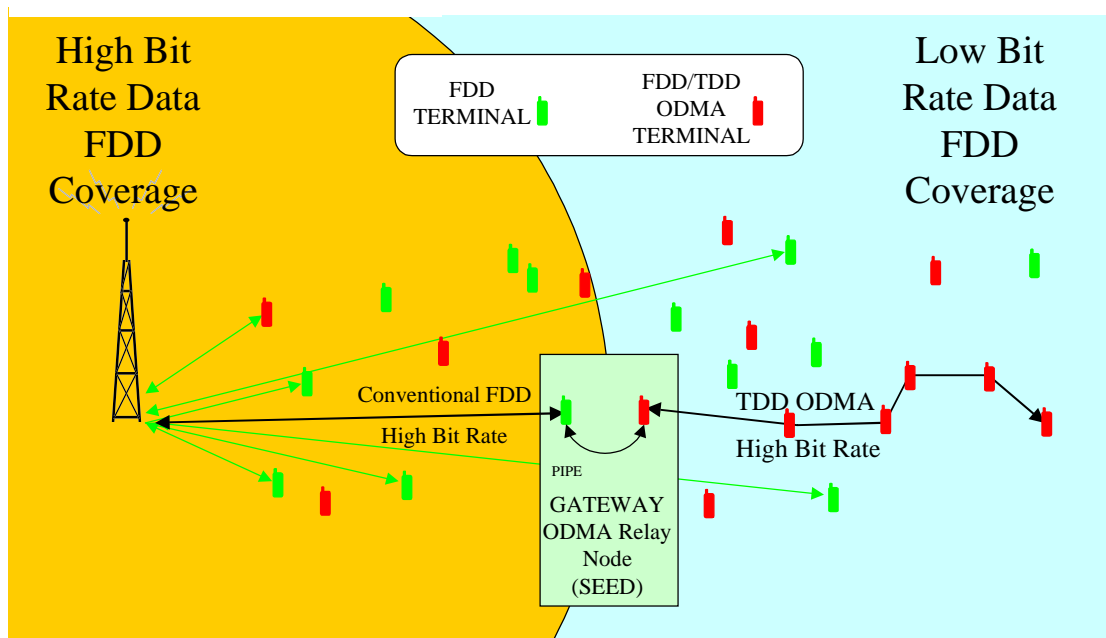 High Bit
Rate Data
FDD
Coverage
FDD
TERMINAL
FDD/TDD
ODMA
TERMINAL
Low Bit
Rate Data
FDD
Coverage
Conventional FDD
High Bit Rate
TDD ODMA
High Bit Rate
PIPE
GATEWAY
ODMA Relay
Node
(SEED)